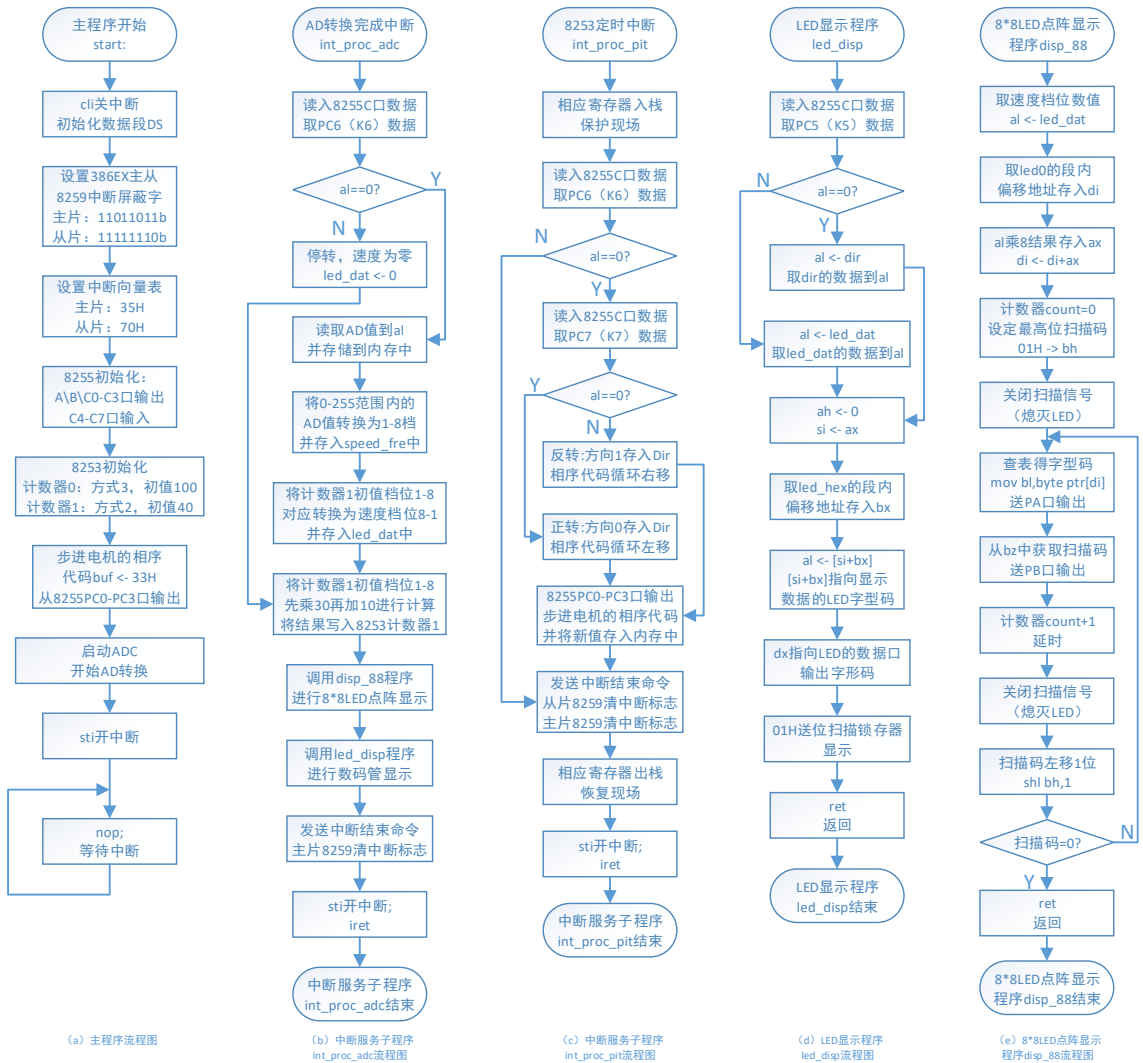 主程序开始
start:
cli关中断
初始化数据段DS
设置386EX主从
8259中断屏蔽字
主片：11011011b
从片：11111110b
设置中断向量表
主片：35H
从片：70H
8255初始化：
A\B\C0-C3口输出
C4-C7口输入
8253初始化
计数器0：方式3，初值100
计数器1：方式2，初值40
步进电机的相序
代码buf <- 33H
从8255PC0-PC3口输出
启动ADC
开始AD转换
sti开中断
nop;
等待中断
（a）主程序流程图
AD转换完成中断
int_proc_adc
读入8255C口数据
取PC6（K6）数据
al==0?
Y
N
停转，速度为零
led_dat <- 0
读取AD值到al
并存储到内存中
将0-255范围内的
AD值转换为1-8档
并存入speed_fre中
将计数器1初值档位1-8
对应转换为速度档位8-1
并存入led_dat中
将计数器1初值档位1-8
先乘30再加10进行计算
将结果写入8253计数器1
调用disp_88程序
进行8*8LED点阵显示
调用led_disp程序
进行数码管显示
发送中断结束命令
主片8259清中断标志
sti开中断;
iret
中断服务子程序
int_proc_adc结束
（b）中断服务子程序
int_proc_adc流程图
8253定时中断
int_proc_pit
相应寄存器入栈
保护现场
读入8255C口数据
取PC6（K6）数据
N
al==0?
Y
读入8255C口数据
取PC7（K7）数据
Y
al==0?
N
反转:方向1存入Dir
相序代码循环右移
正转:方向0存入Dir
相序代码循环左移
8255PC0-PC3口输出
步进电机的相序代码
并将新值存入内存中
发送中断结束命令
从片8259清中断标志
主片8259清中断标志
相应寄存器出栈
恢复现场
sti开中断;
iret
中断服务子程序
int_proc_pit结束
（c）中断服务子程序
int_proc_pit流程图
LED显示程序
led_disp
读入8255C口数据
取PC5（K5）数据
N
al==0?
Y
al <- dir
取dir的数据到al
al <- led_dat
取led_dat的数据到al
ah <- 0
si <- ax
取led_hex的段内
偏移地址存入bx
al <- [si+bx]
[si+bx]指向显示
数据的LED字型码
dx指向LED的数据口
输出字形码
01H送位扫描锁存器
显示
ret
返回
LED显示程序
led_disp结束
（d）LED显示程序
led_disp流程图
8*8LED点阵显示
程序disp_88
取速度档位数值
al <- led_dat
取led0的段内
偏移地址存入di
al乘8结果存入ax
di <- di+ax
计数器count=0
设定最高位扫描码
01H -> bh
关闭扫描信号
（熄灭LED）
查表得字型码
mov bl,byte ptr[di]
送PA口输出
从bz中获取扫描码
送PB口输出
计数器count+1
延时
关闭扫描信号
（熄灭LED）
扫描码左移1位
shl bh,1
扫描码=0?
N
Y
ret
返回
8*8LED点阵显示
程序disp_88结束
（e）8*8LED点阵显示
程序disp_88流程图